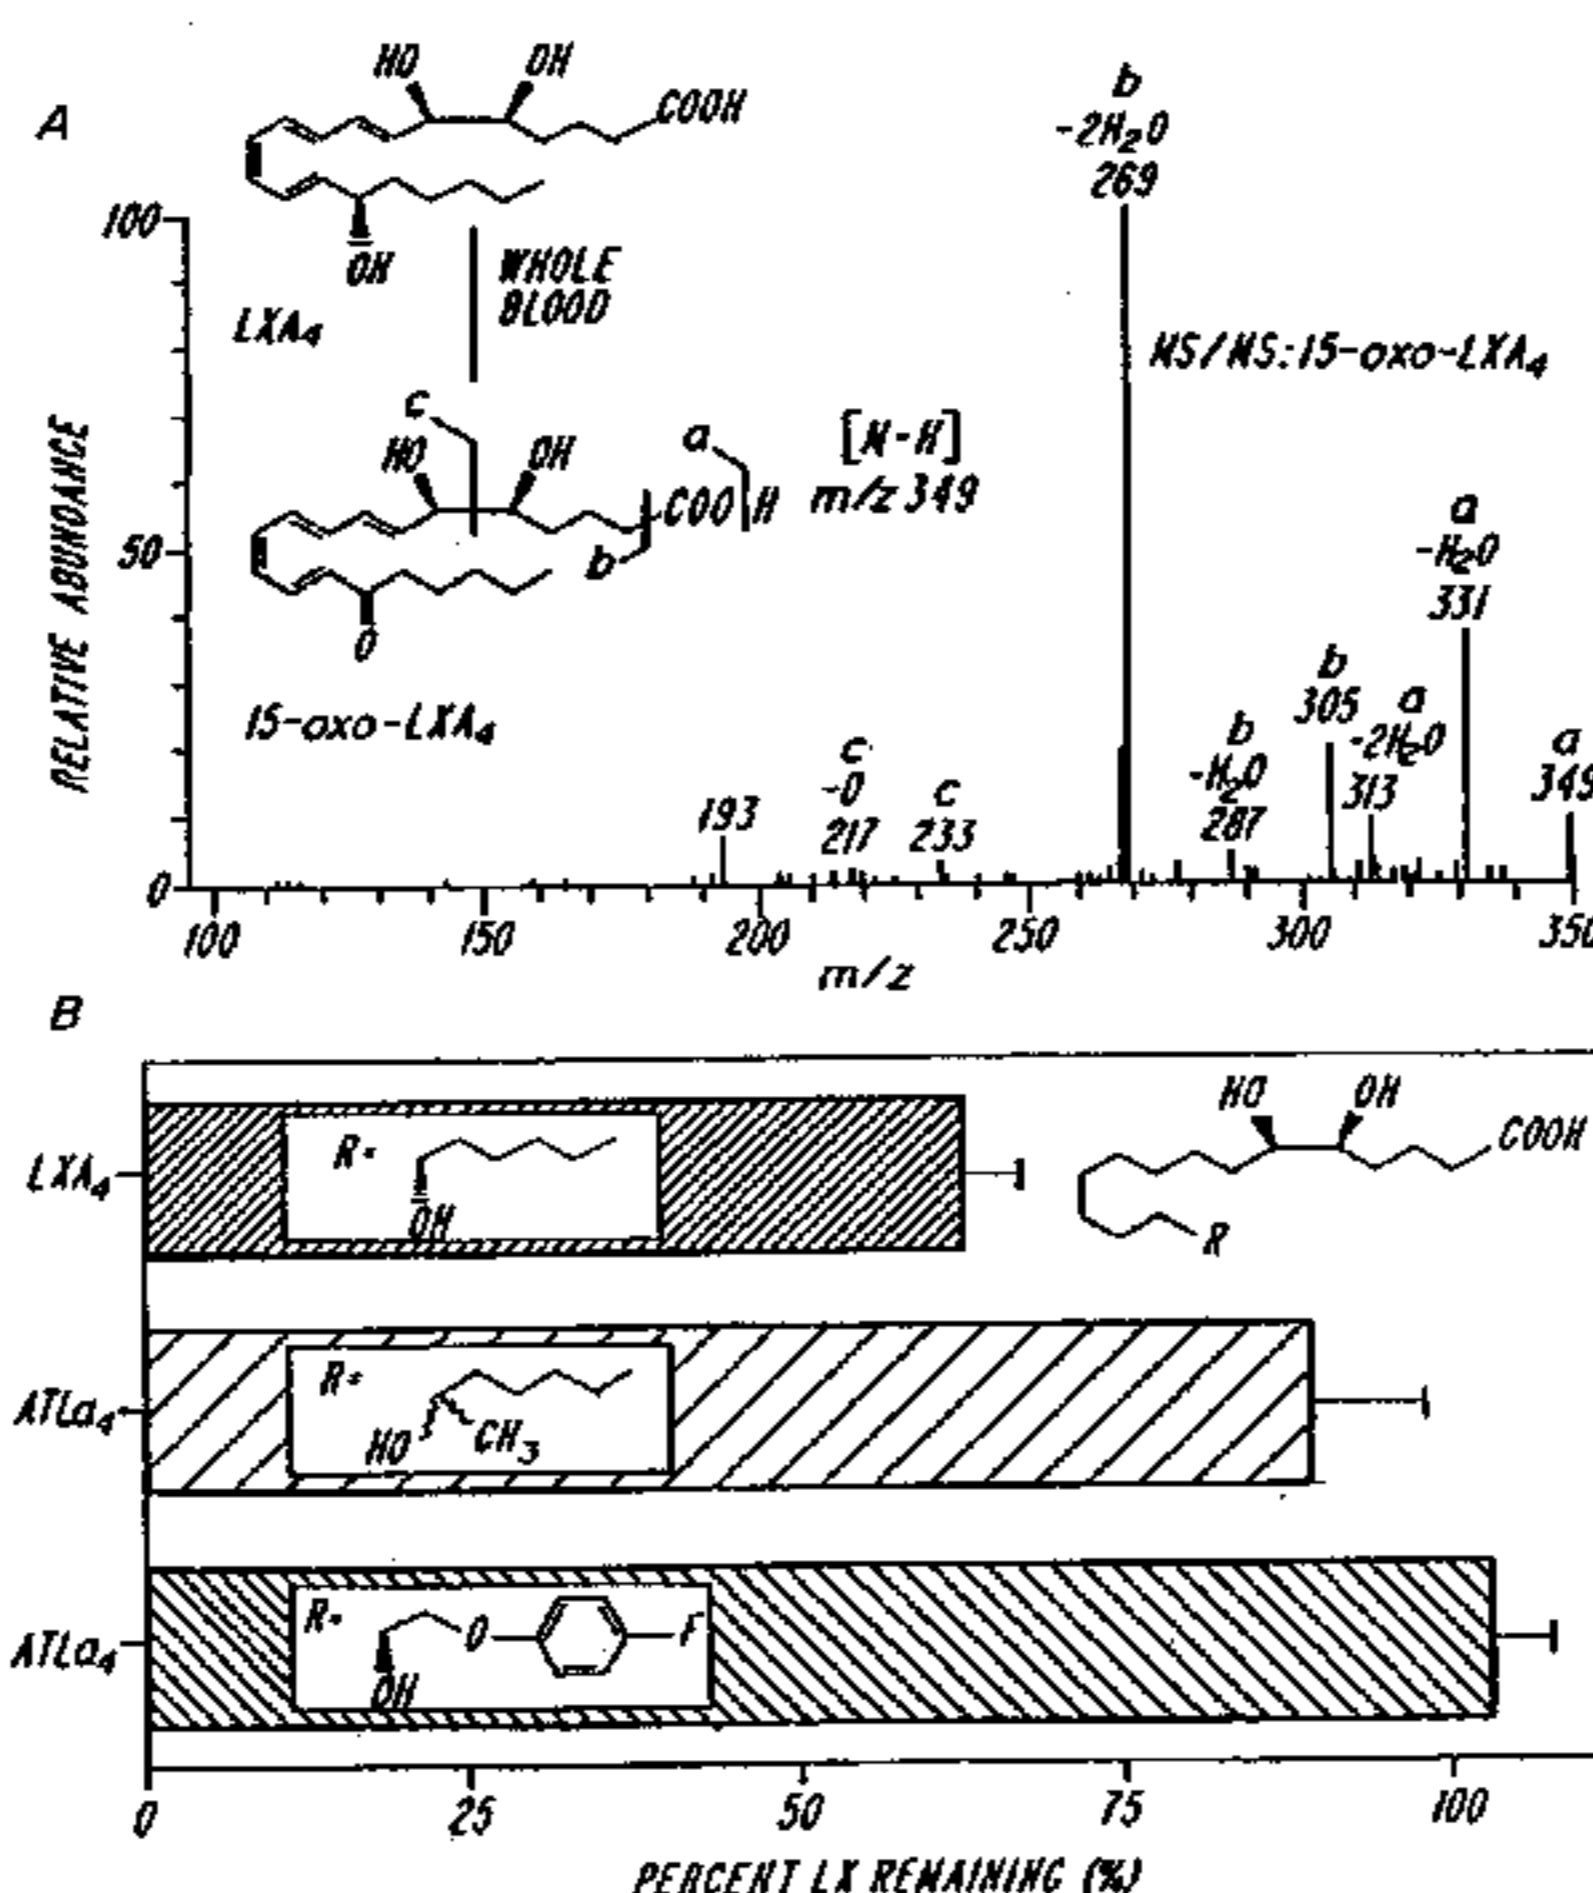 A
HO
OH
COOH
OH
LXA4
WHOLE
BLOOD
c
HO
OH
a
COO
H
b
O
15-oxo-LXA4
[M-H]
m/z 349
MS/MS:15-oxo-LXA4
RELATIVE ABUNDANCE
100
50
0
193
c
-O
217
c
233
b
-2H2O
269
b
-H2O
287
b
305
a
-2H2O
313
a
-H2O
331
a
349
100
150
200
250
300
350
m/z
B
HO
OH
COOH
R
LXA4
R=
OH
ATLa4
R=
HO
CH3
ATLa4
R=
O
F
OH
0
25
50
75
100
PERCENT LX REMAINING (%)